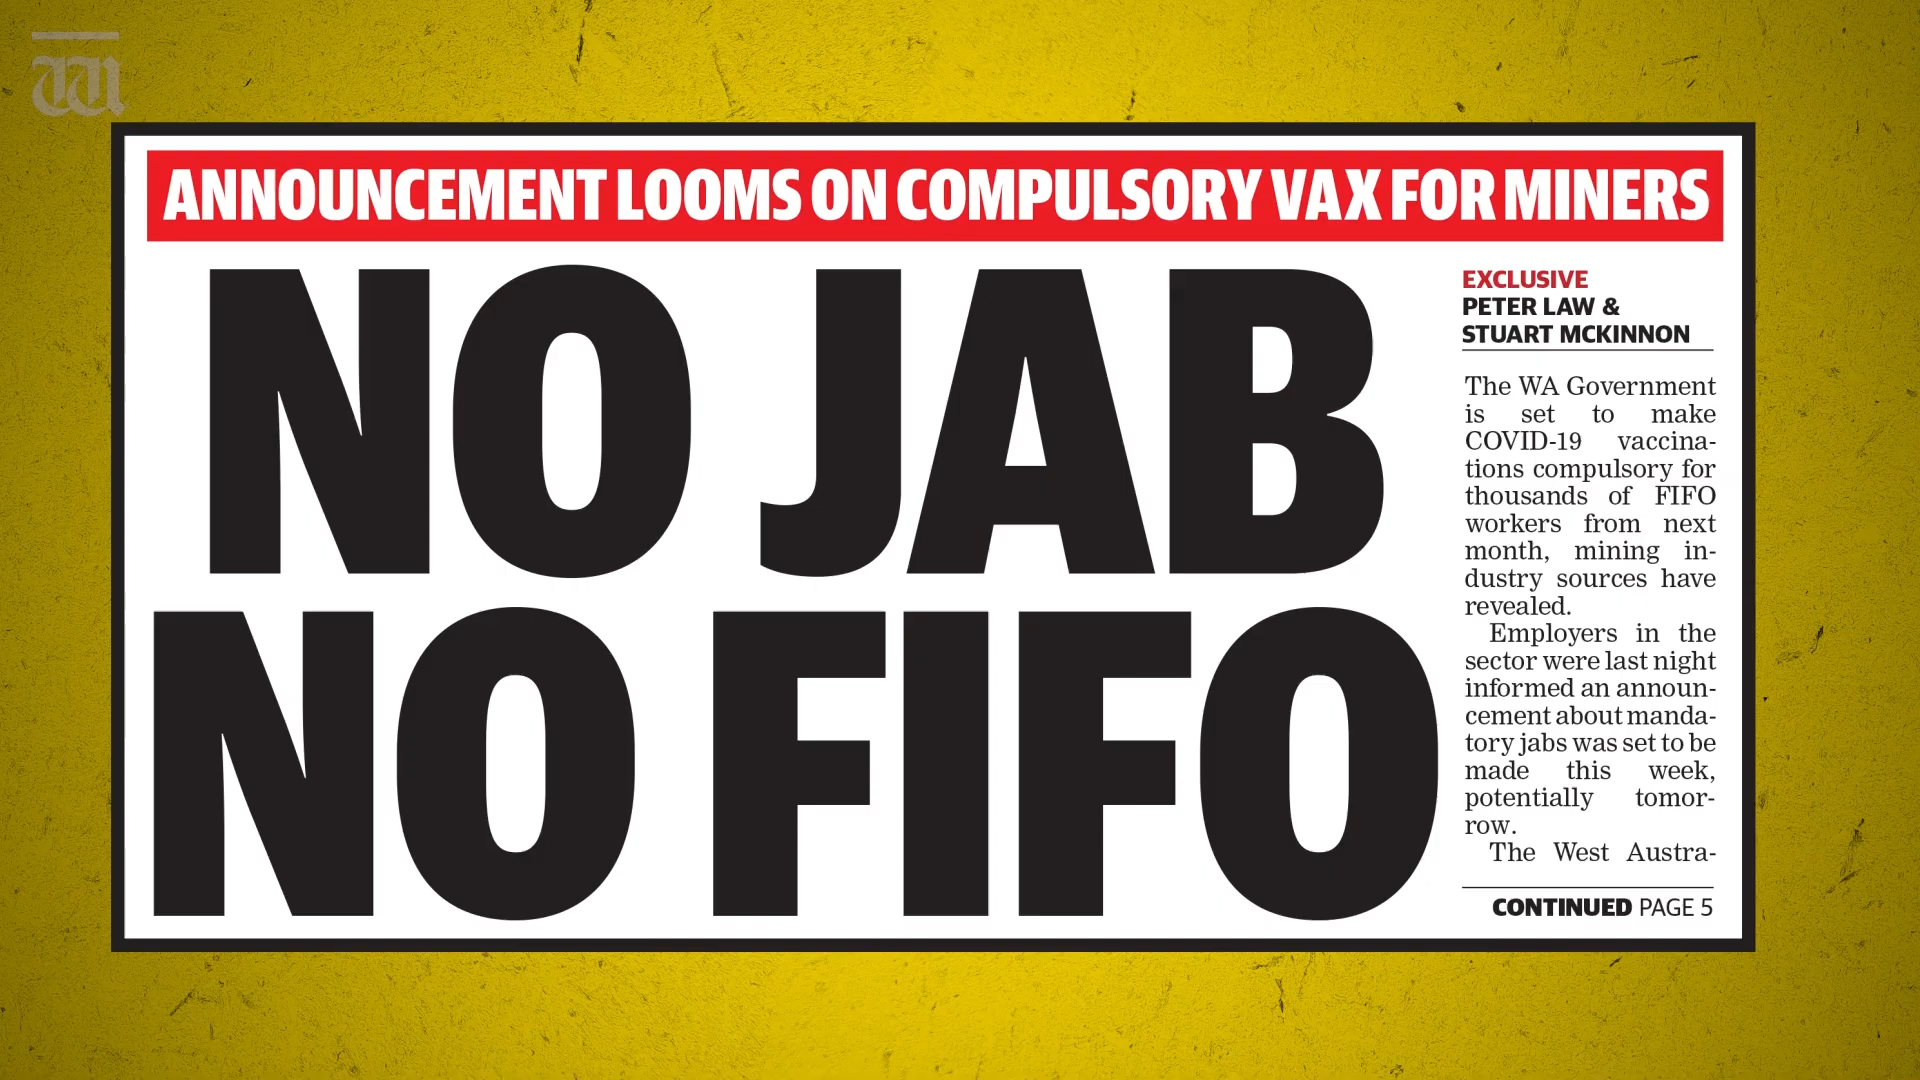 W
ANNOUNCEMENT LOOMS ON COMPULSORY VAX FOR MINERS
NO JAB
NO FIFO
EXCLUSIVE
PETER LAW &
STUART MCKINNON
The WA Government
is set to make
COVID-19 vaccina-
tions compulsory for
thousands of FIFO
workers from next
month, mining in-
dustry sources have
revealed.
Employers in the
sector were last night
informed an announ-
cement about manda-
tory jabs was set to be
made this week,
potentially tomor-
row.
The West Austra-
CONTINUED PAGE 5